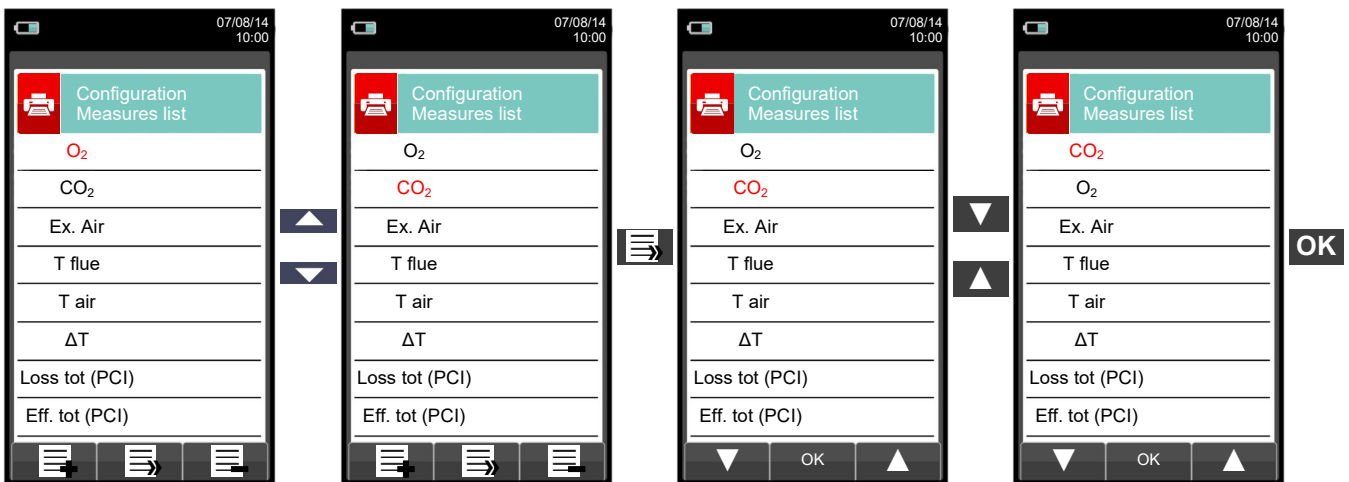 07/08/14
10:00
Configuration
Measures list
O₂
CO₂
Ex. Air
T flue
T air
ΔT
Loss tot (PCI)
Eff. tot (PCI)
07/08/14
10:00
Configuration
Measures list
O₂
CO₂
Ex. Air
T flue
T air
ΔT
Loss tot (PCI)
Eff. tot (PCI)
07/08/14
10:00
Configuration
Measures list
O₂
CO₂
Ex. Air
T flue
T air
ΔT
Loss tot (PCI)
Eff. tot (PCI)
OK
07/08/14
10:00
Configuration
Measures list
CO₂
O₂
Ex. Air
T flue
T air
ΔT
Loss tot (PCI)
Eff. tot (PCI)
OK
OK